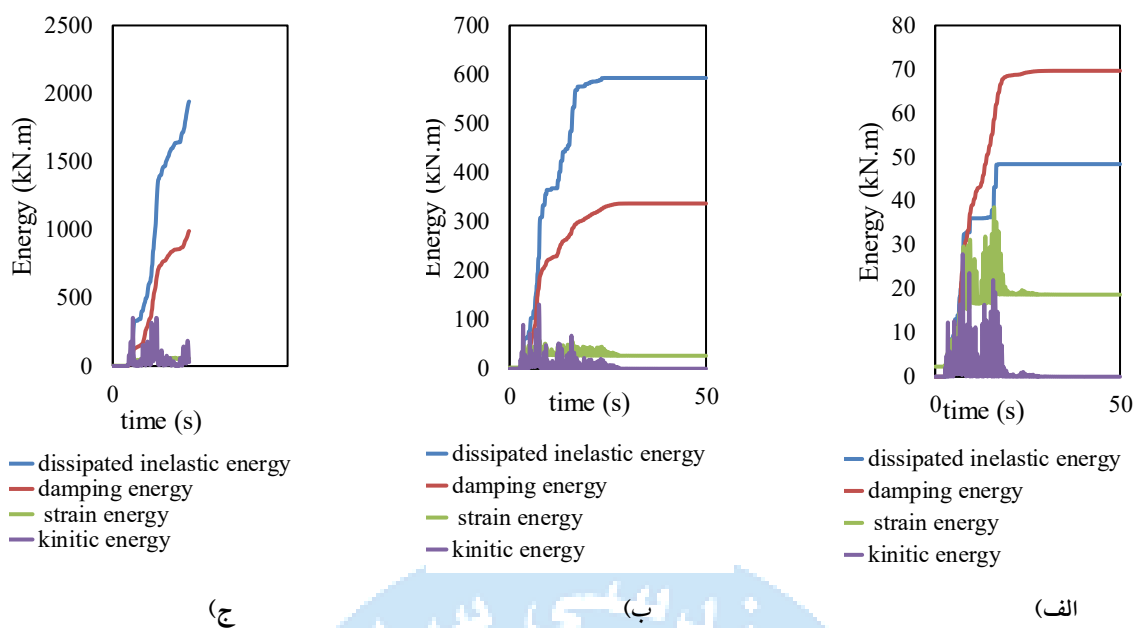 2500
2000
1500
1000
500
0
Energy (kN.m)
0
time (s)
dissipated inelastic energy
damping energy
strain energy
kinitic energy
ج)
700
600
500
400
300
200
100
0
Energy (kN.m)
0
50
time (s)
dissipated inelastic energy
damping energy
strain energy
kinitic energy
ب)
80
70
60
50
40
30
20
10
0
Energy (kN.m)
0
50
time (s)
dissipated inelastic energy
damping energy
strain energy
kinitic energy
الف)